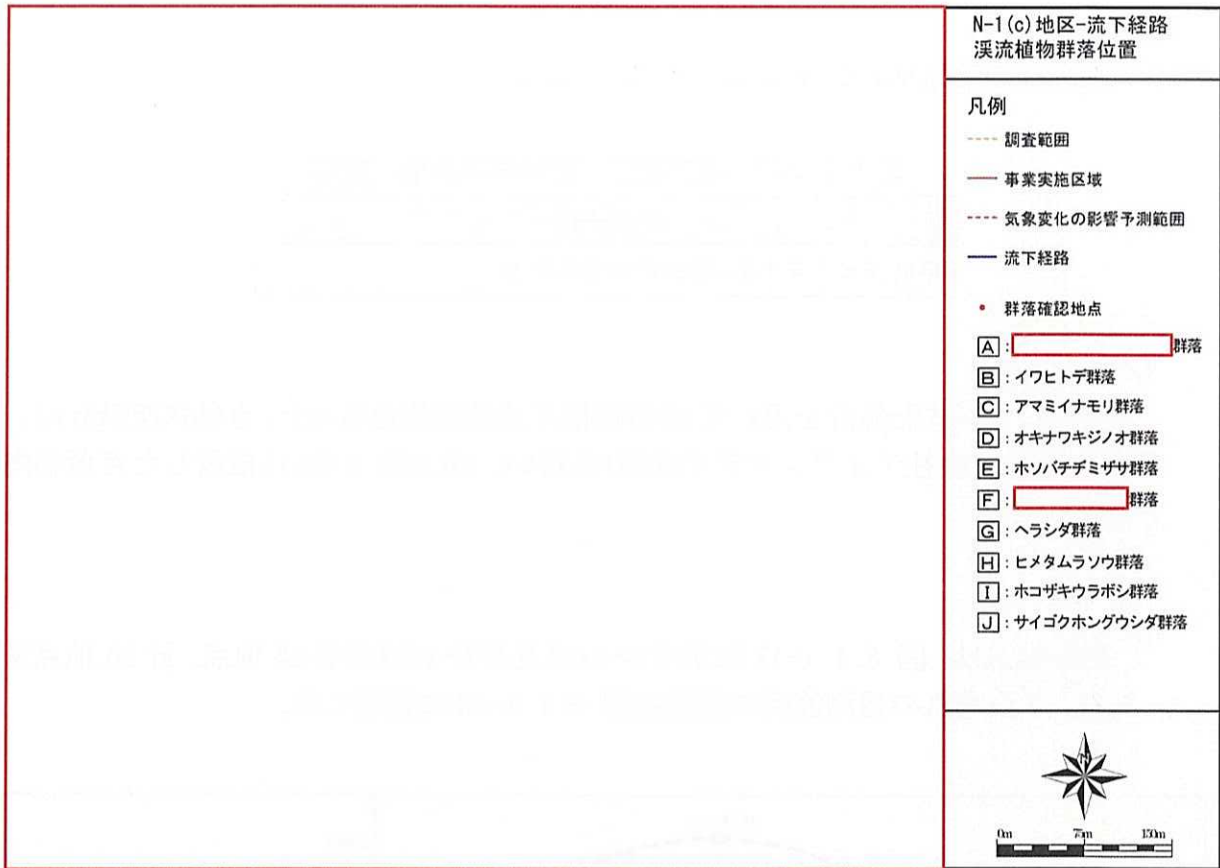 N-1(c)地区-流下経路
渓流植物群落位置
凡例
調査範囲
事業実施区域
気象変化の影響予測範囲
流下経路
群落確認地点
A:群落
B:イワヒトデ群落
C:アマミイナモリ群落
D:オキナワキジノオ群落
E:ホソバチヂミザサ群落
F:群落
G:ヘラシダ群落
H:ヒメタムラソウ群落
I:ホコザキウラボシ群落
J:サイゴクホングウシダ群落
N
0m 75m 150m